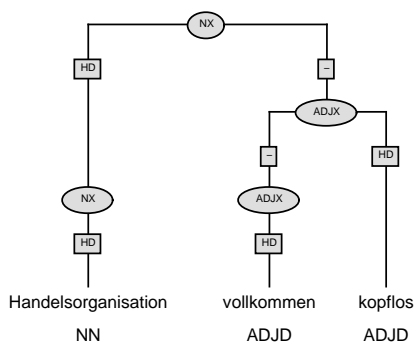 NX
HD –
ADJX
– HD
NX ADJX
HD HD
Handelsorganisation vollkommen kopflos
NN ADJD ADJD